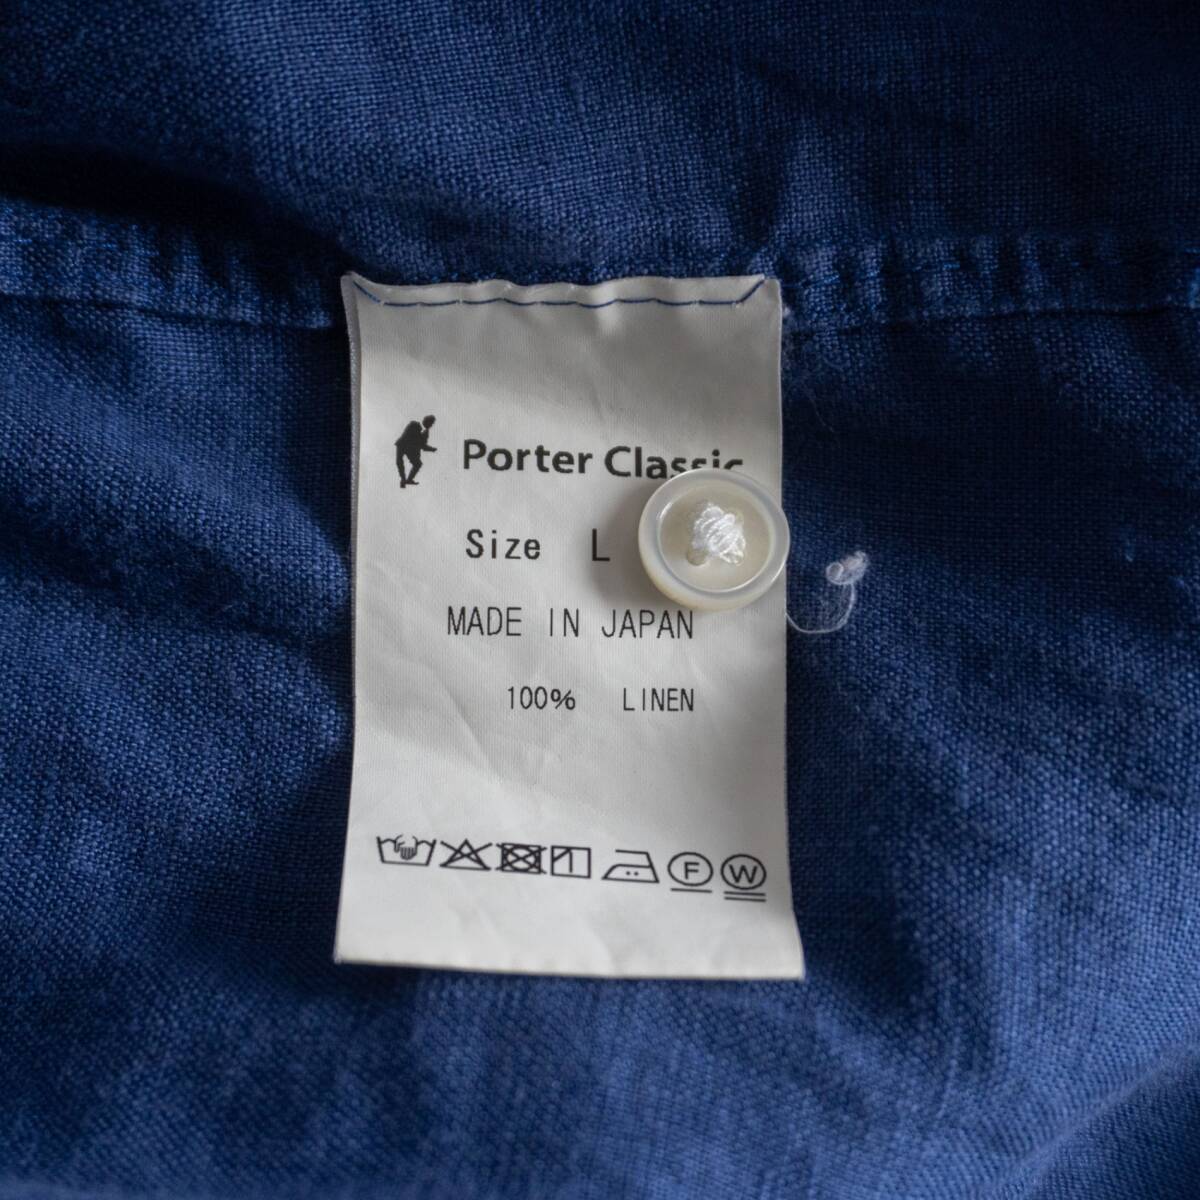 Porter Classic
Size L
MADE IN JAPAN
100% LINEN
F W